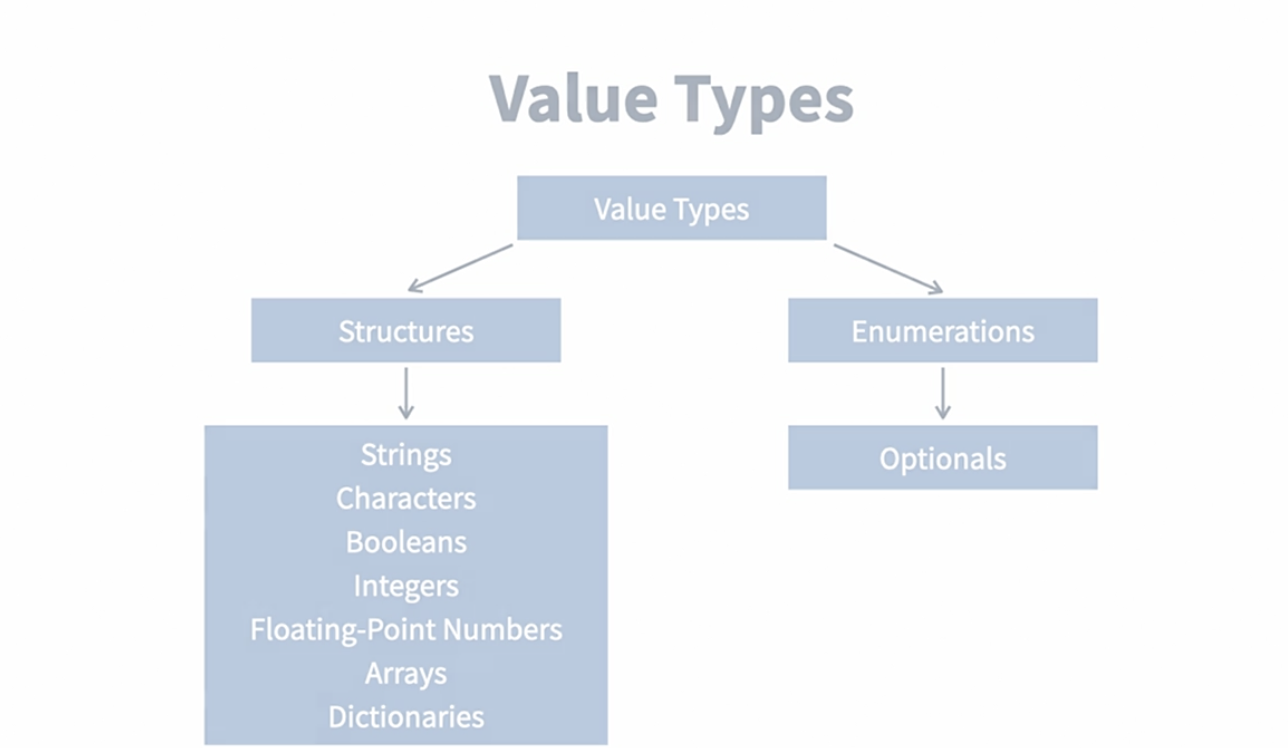 Value Types
Value Types
Structures
Enumerations
Strings
Characters
Booleans
Integers
Floating-Point Numbers
Arrays
Dictionaries
Optionals